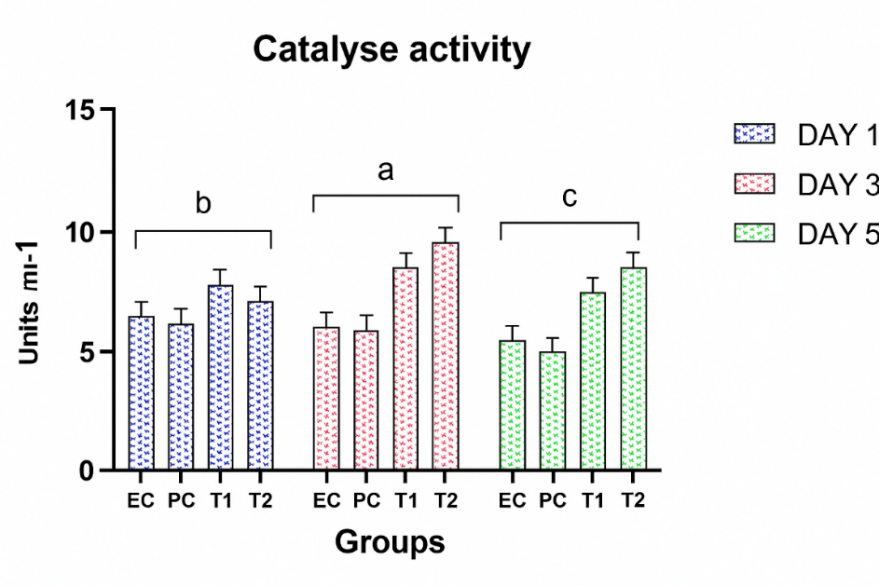 Catalyse activity
15
10
5
0
Units ml-1
b
a
c
EC PC T1 T2
EC PC T1 T2
EC PC T1 T2
Groups
DAY 1
DAY 3
DAY 5